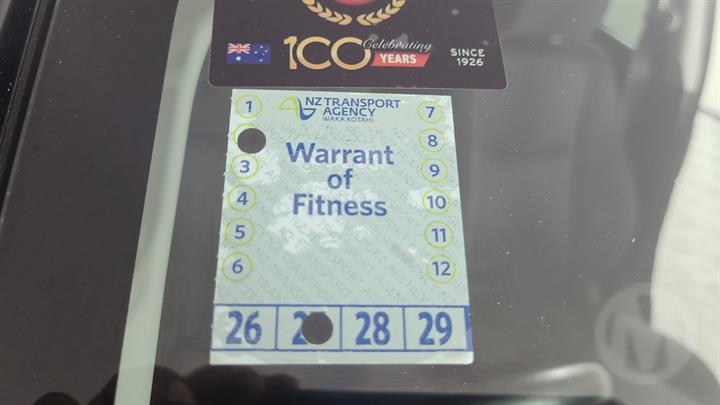 100 Celebrating YEARS
SINCE
1926
NZ TRANSPORT
AGENCY
WAKA KOTAHI
Warrant
of
Fitness
1
3
4
5
6
7
8
9
10
11
12
26 2 28 29
M